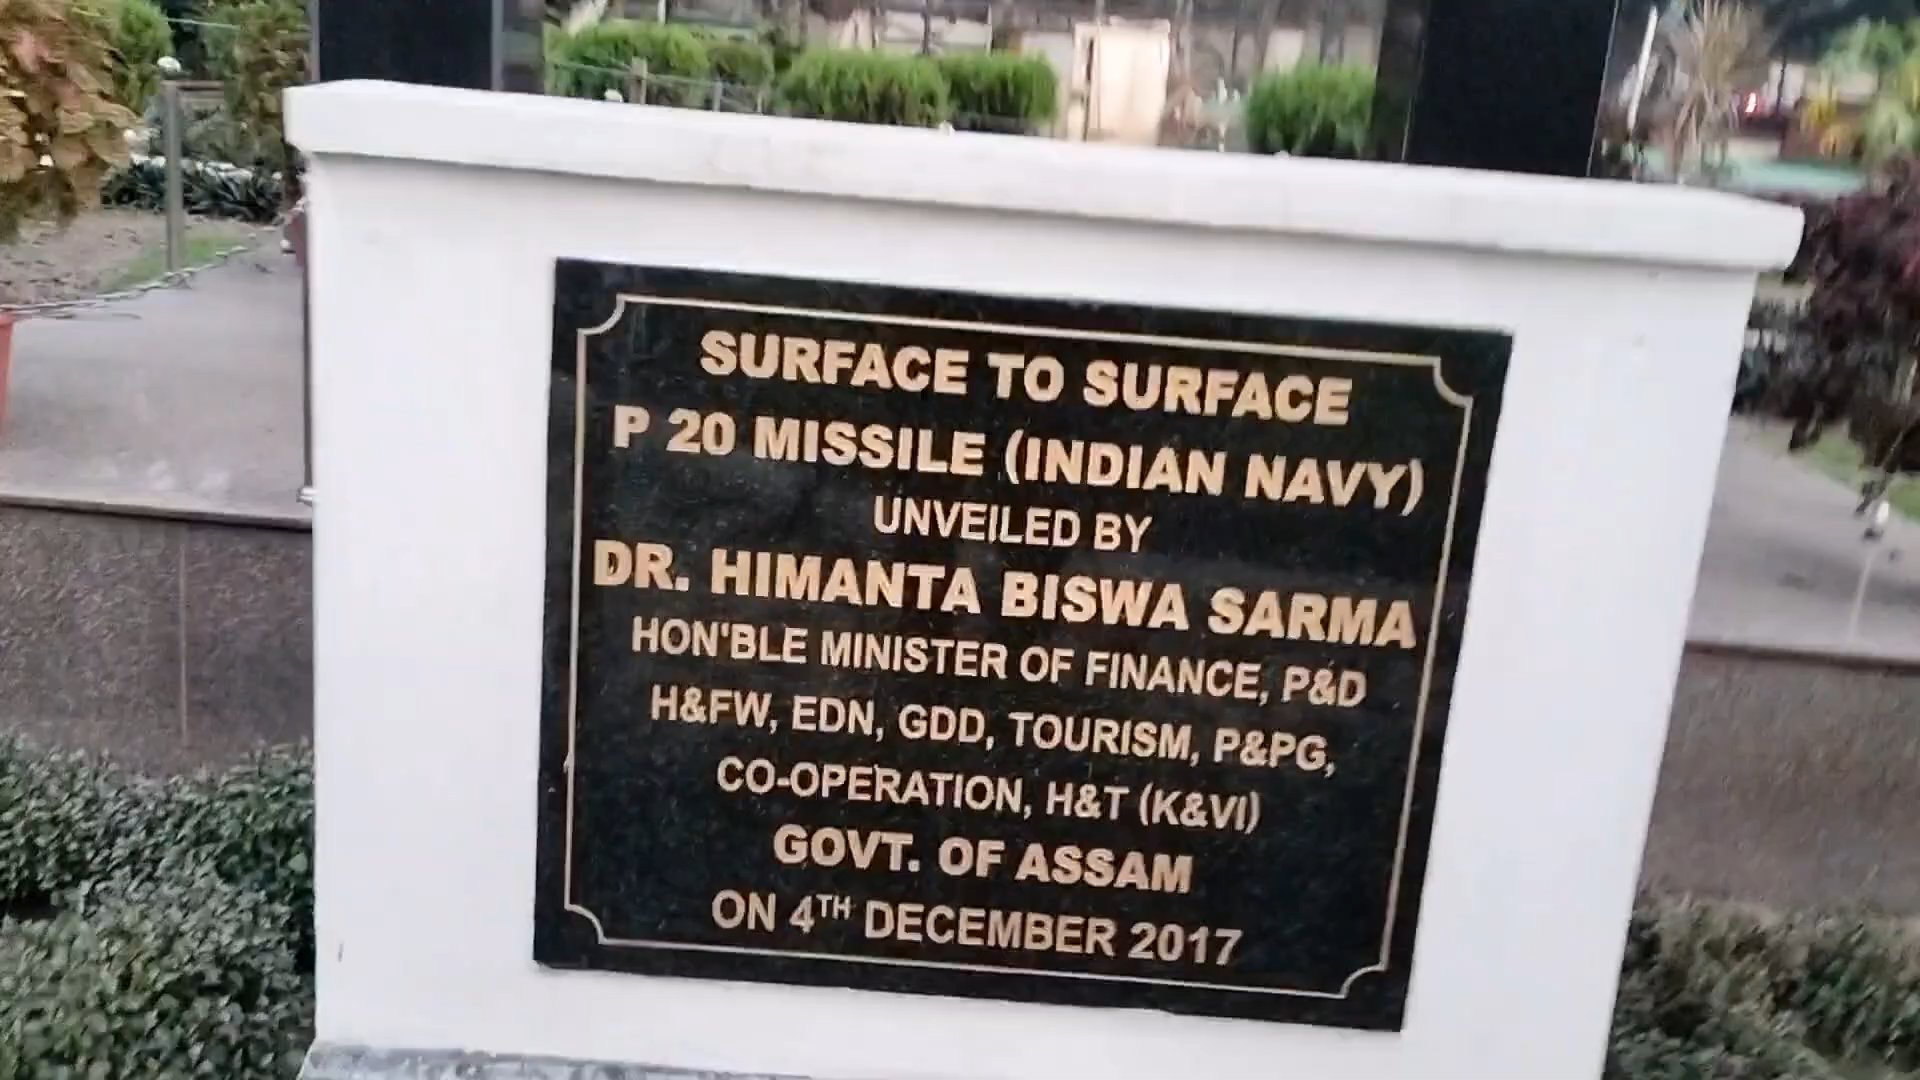 SURFACE TO SURFACE
P 20 MISSILE (INDIAN NAVY)
UNVEILED BY
DR. HIMANTA BISWA SARMA
HON'BLE MINISTER OF FINANCE, P&D
H&FW, EDN, GDD, TOURISM, P&PG,
CO-OPERATION, H&T (K&VI)
GOVT. OF ASSAM
ON 4TH DECEMBER 2017